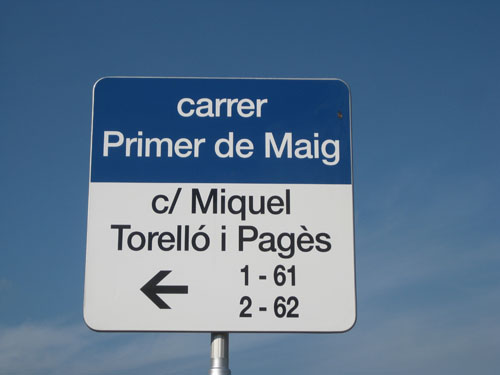 carrer
Primer de Maig
c/ Miquel
Torelló i Pagès
1 - 61
2 - 62